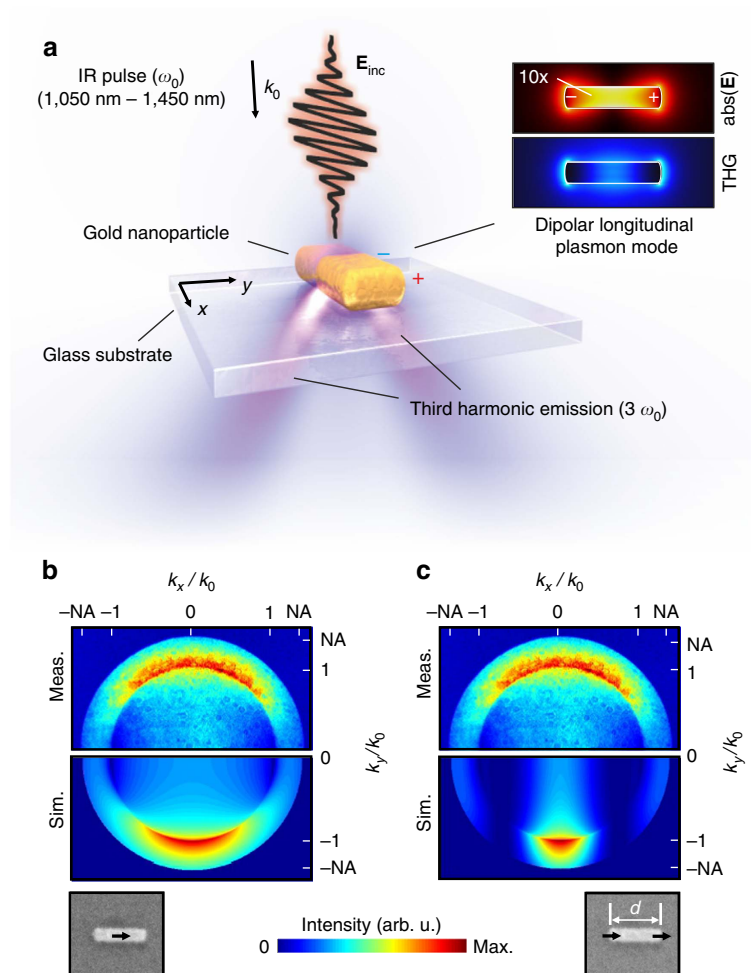 a
IR pulse (ω0)
(1,050 nm – 1,450 nm)
k0
Einc
10x
–
+
abs(E)
THG
Dipolar longitudinal
plasmon mode
Gold nanoparticle
–
+
y
x
Glass substrate
Third harmonic emission (3 ω0)
b
kx / k0
–NA –1 0 1 NA
Meas.
NA
1
0
ky/k0
Sim.
–1
–NA
c
kx / k0
–NA –1 0 1 NA
Meas.
NA
1
0
ky/k0
Sim.
–1
–NA
Intensity (arb. u.)
0 Max.
d